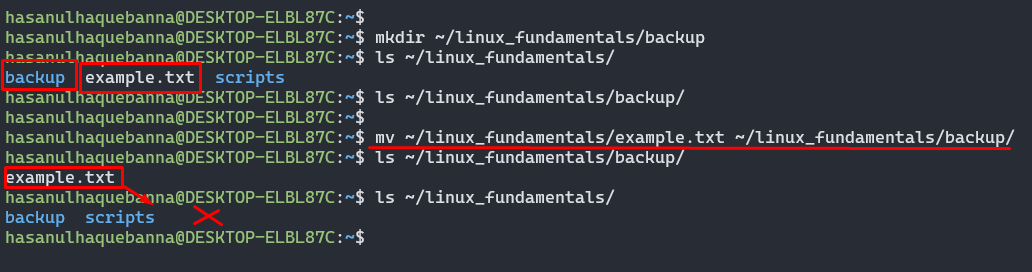 hasanulhaquebanna@DESKTOP-ELBL87C:~$
hasanulhaquebanna@DESKTOP-ELBL87C:~$ mkdir ~/linux_fundamentals/backup
hasanulhaquebanna@DESKTOP-ELBL87C:~$ ls ~/linux_fundamentals/
backup  example.txt  scripts
hasanulhaquebanna@DESKTOP-ELBL87C:~$ ls ~/linux_fundamentals/backup/
hasanulhaquebanna@DESKTOP-ELBL87C:~$
hasanulhaquebanna@DESKTOP-ELBL87C:~$ mv ~/linux_fundamentals/example.txt ~/linux_fundamentals/backup/
hasanulhaquebanna@DESKTOP-ELBL87C:~$ ls ~/linux_fundamentals/backup/
example.txt
hasanulhaquebanna@DESKTOP-ELBL87C:~$ ls ~/linux_fundamentals/
backup  scripts
hasanulhaquebanna@DESKTOP-ELBL87C:~$